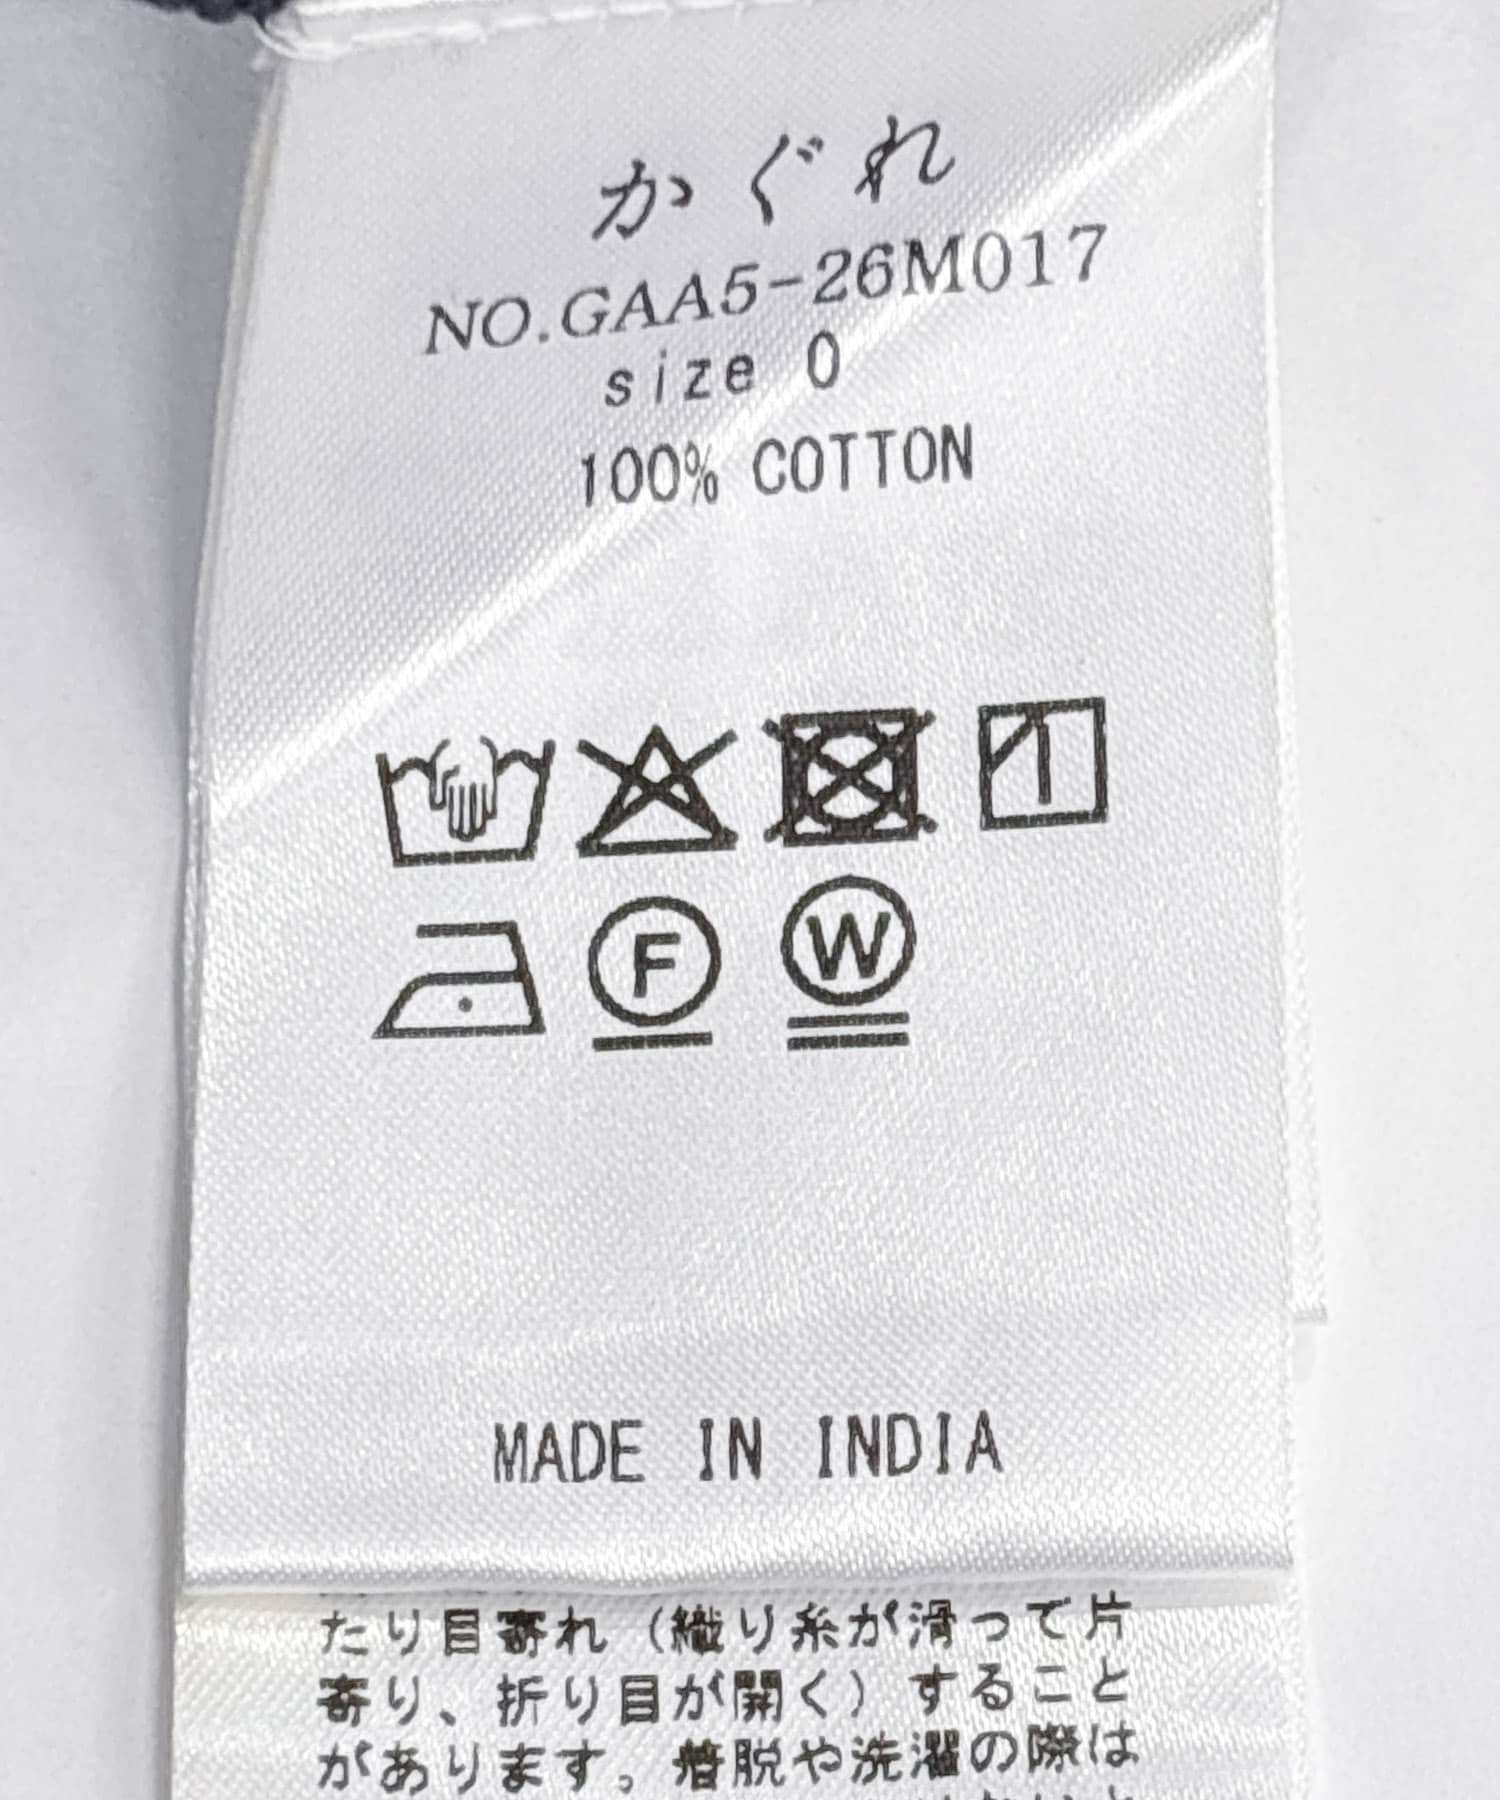 かぐれ
NO.GAA5-26M017
size 0
100% COTTON
F W
MADE IN INDIA
たり目寄れ（織り糸が滑って片
寄り、折り目が開く）すること
があります。着脱や洗濯の際は